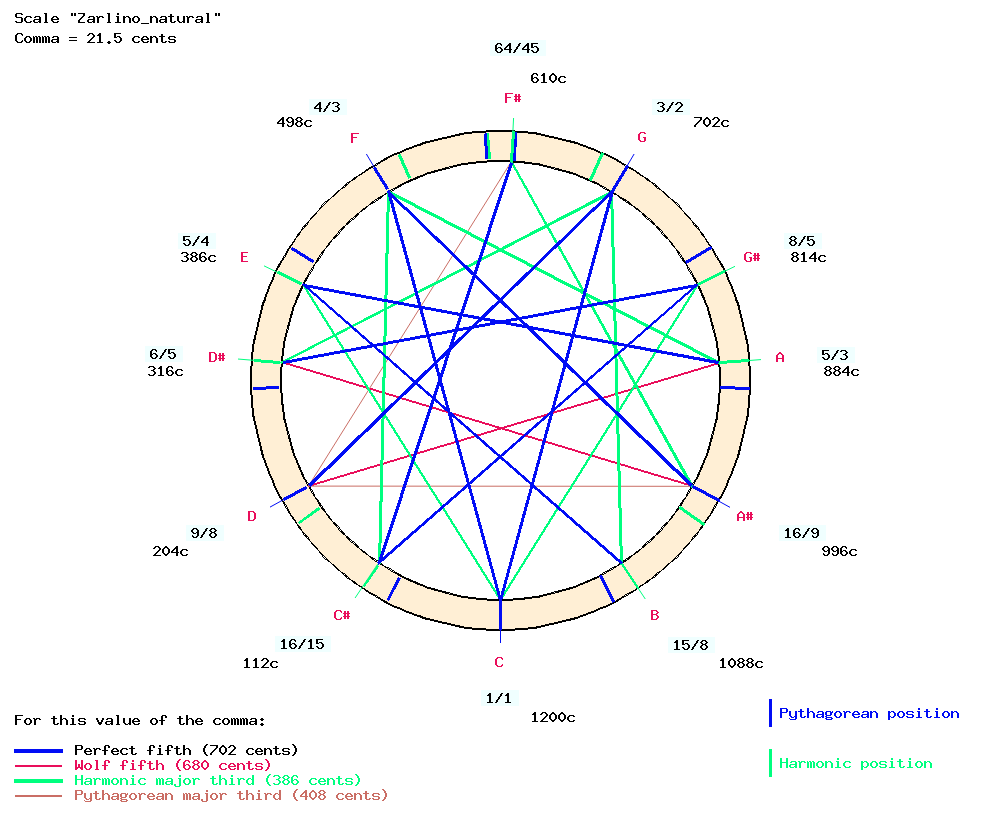 Scale "Zarlino_natural"
Comma = 21.5 cents
64/45
610c
F#
4/3
498c
F
3/2
702c
G
5/4
386c
E
8/5
814c
G#
6/5
316c
D#
5/3
884c
A
9/8
204c
D
16/9
996c
A#
16/15
112c
C#
15/8
1088c
B
C
1/1
1200c
For this value of the comma:
Perfect fifth (702 cents)
Wolf fifth (680 cents)
Harmonic major third (386 cents)
Pythagorean major third (408 cents)
Pythagorean position
Harmonic position